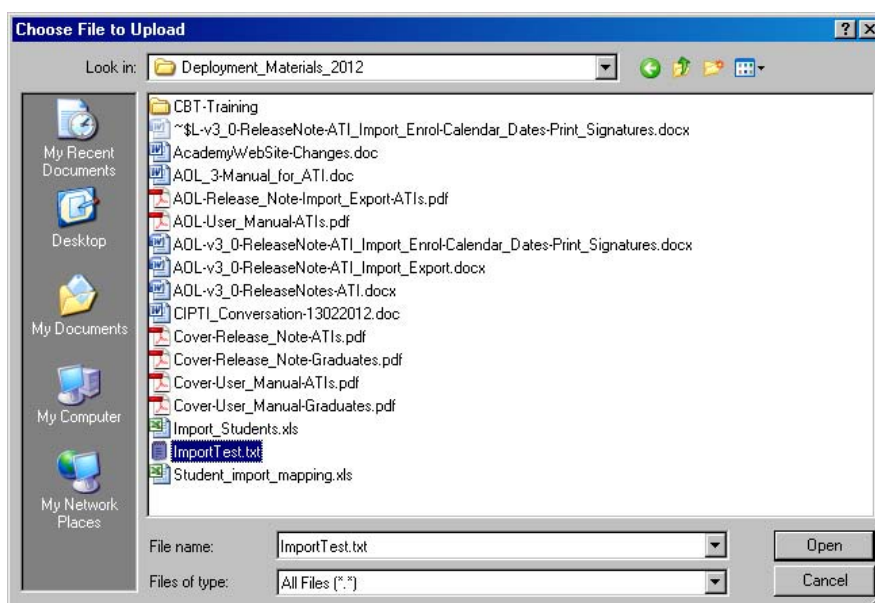 Choose File to Upload
Look in: Deployment_Materials_2012
My Recent
Documents
Desktop
My Documents
My Computer
My Network
Places
CBT-Training
~$L-v3_0-ReleaseNote-ATI_Import_Enrol-Calendar_Dates-Print_Signatures.docx
AcademyWebSite-Changes.doc
AOL_3-Manual_for_ATI.doc
AOL-Release_Note-Import_Export-ATIs.pdf
AOL-User_Manual-ATIs.pdf
AOL-v3_0-ReleaseNote-ATI_Import_Enrol-Calendar_Dates-Print_Signatures.docx
AOL-v3_0-ReleaseNote-ATI_Import_Export.docx
AOL-v3_0-ReleaseNotes-ATI.docx
CIPTI_Conversation-13022012.doc
Cover-Release_Note-ATIs.pdf
Cover-Release_Note-Graduates.pdf
Cover-User_Manual-ATIs.pdf
Cover-User_Manual-Graduates.pdf
Import_Students.xls
ImportTest.txt
Student_import_mapping.xls
File name: ImportTest.txt Open
Files of type: All Files (*.*) Cancel